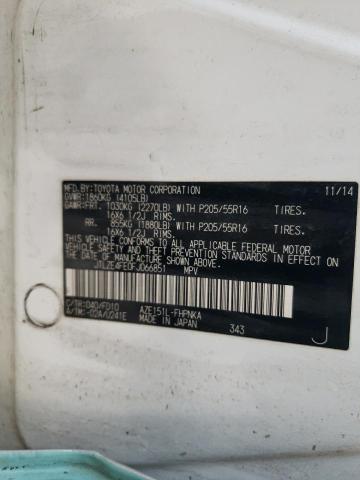 MFD.BY:TOYOTA MOTOR CORPORATION 11/14
GVWR:1860KG (4105LB)
GAWR:FRT. 1030KG (2270LB) WITH P205/55R16 TIRES.
16X6 1/2J RIMS.
RR. 855KG (1880LB) WITH P205/55R16 TIRES.
16X6 1/2J RIMS.
THIS VEHICLE CONFORMS TO ALL APPLICABLE FEDERAL MOTOR
VEHICLE SAFETY AND BUMPER STANDARDS IN EFFECT ON
THE DATE OF MANUFACTURE SHOWN ABOVE.
JTLZE4FE0FJ066851 MPV
C/TR:040/FD10 AZE151L-FHPNKA
A/TM:-02A/U241E MADE IN JAPAN 343 J